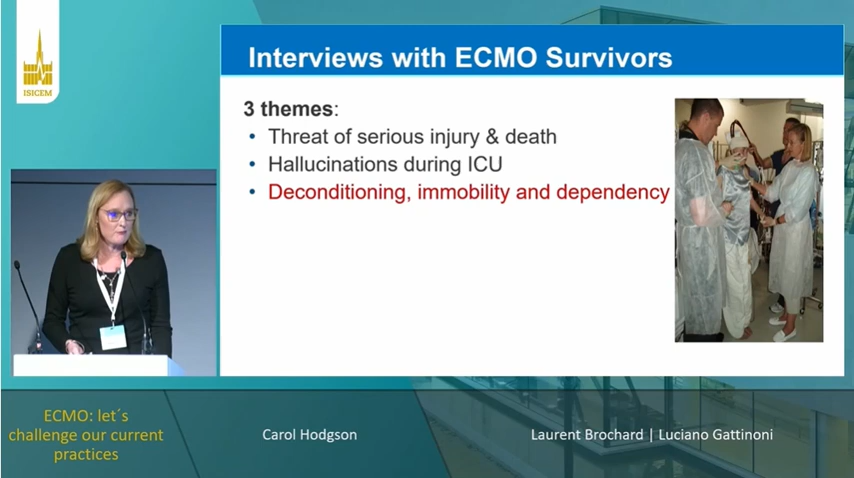 ISICEM
Interviews with ECMO Survivors
3 themes:
• Threat of serious injury & death
• Hallucinations during ICU
• Deconditioning, immobility and dependency
ECMO: let´s
challenge our current
practices
Carol Hodgson
Laurent Brochard | Luciano Gattinoni